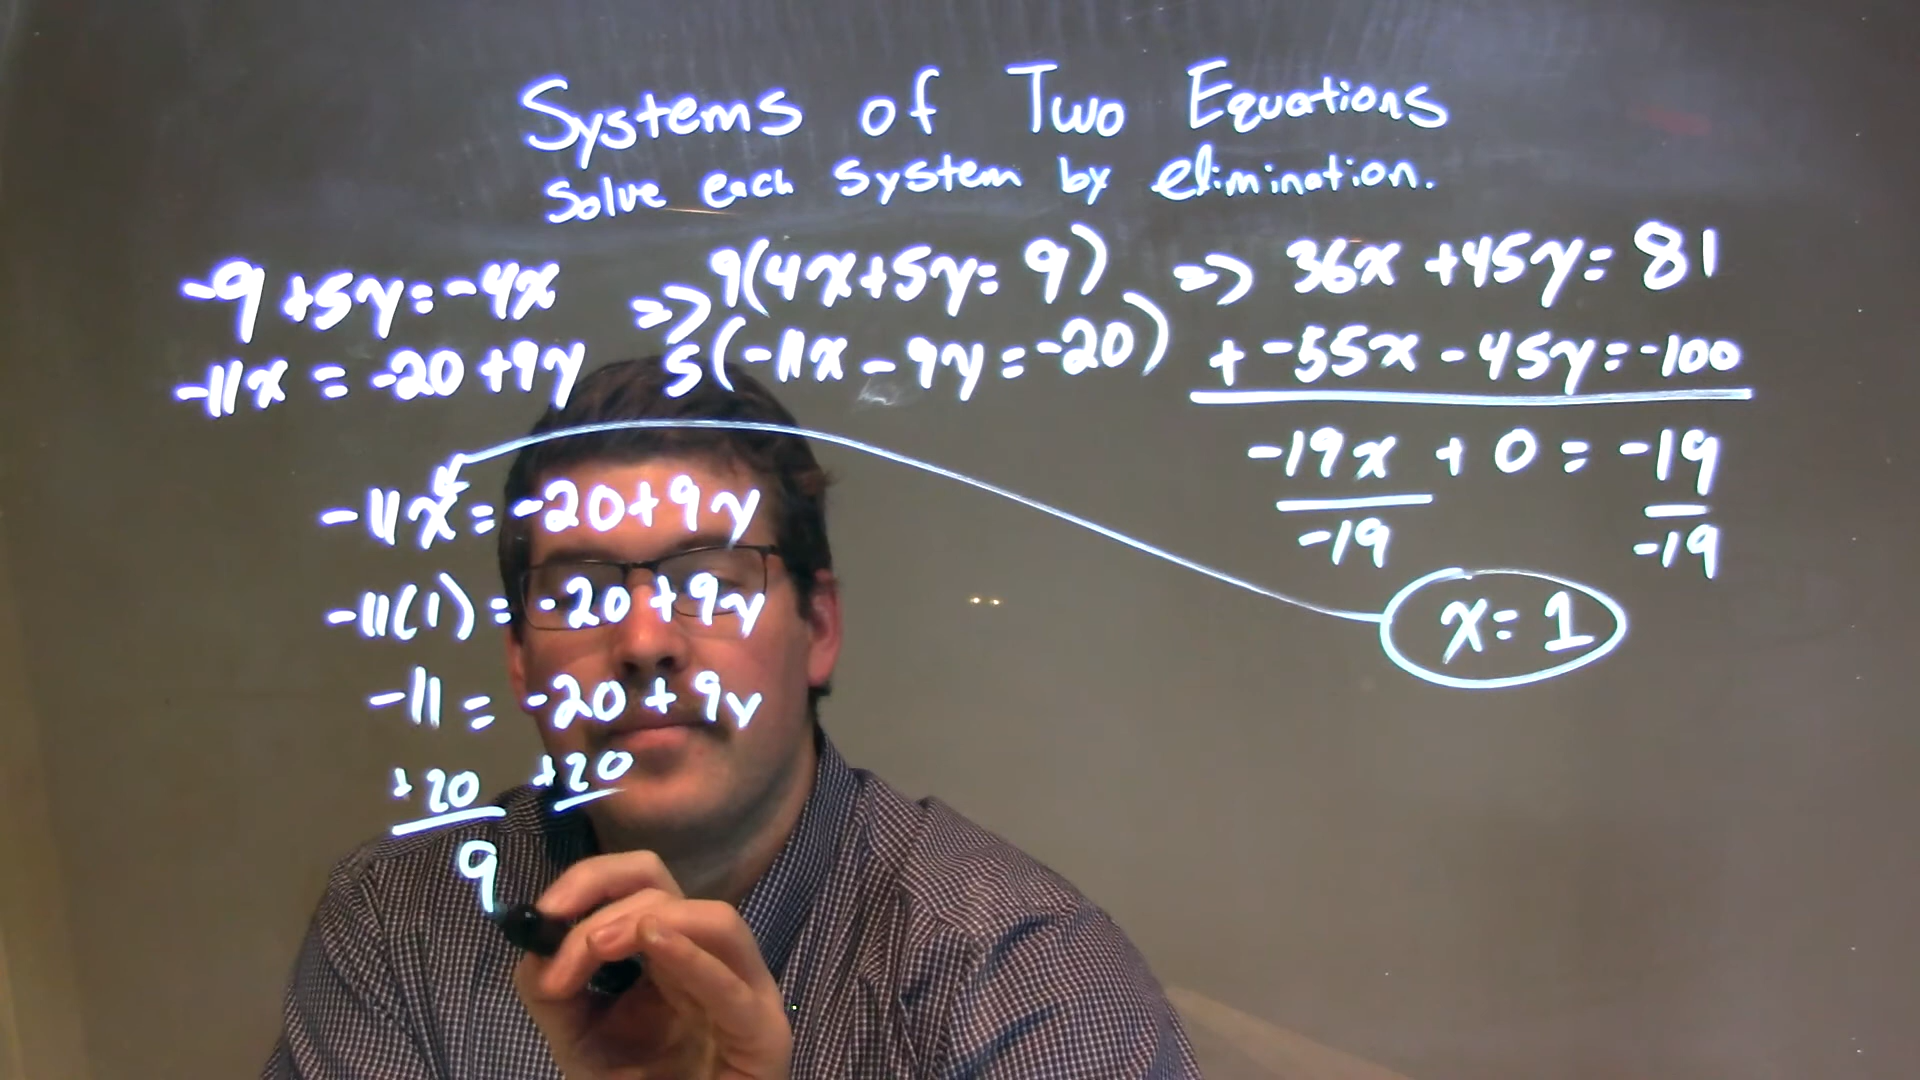 Systems of Two Equations
Solve each system by elimination.
-9+5y=-4x => 9(4x+5y=9) => 36x+45y=81
-11x=-20+9y 5(-11x-9y=-20) + -55x-45y=-100
-19x+0=-19
-19 -19
x=1
-11x=-20+9y
-11(1)=-20+9y
-11=-20+9y
+20 +20
9